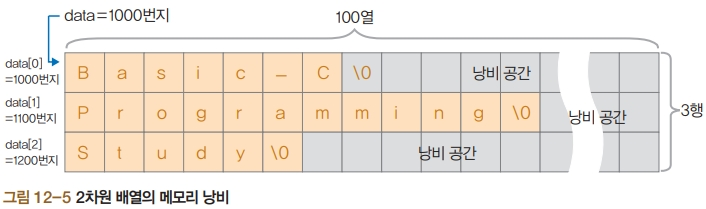 data=1000번지
100열
data[0]
=1000번지
B a s i c _ C \0 낭비 공간
data[1]
=1100번지
P r o g r a m m i n g \0 낭비 공간
3행
data[2]
=1200번지
S t u d y \0 낭비 공간
그림 12-5 2차원 배열의 메모리 낭비